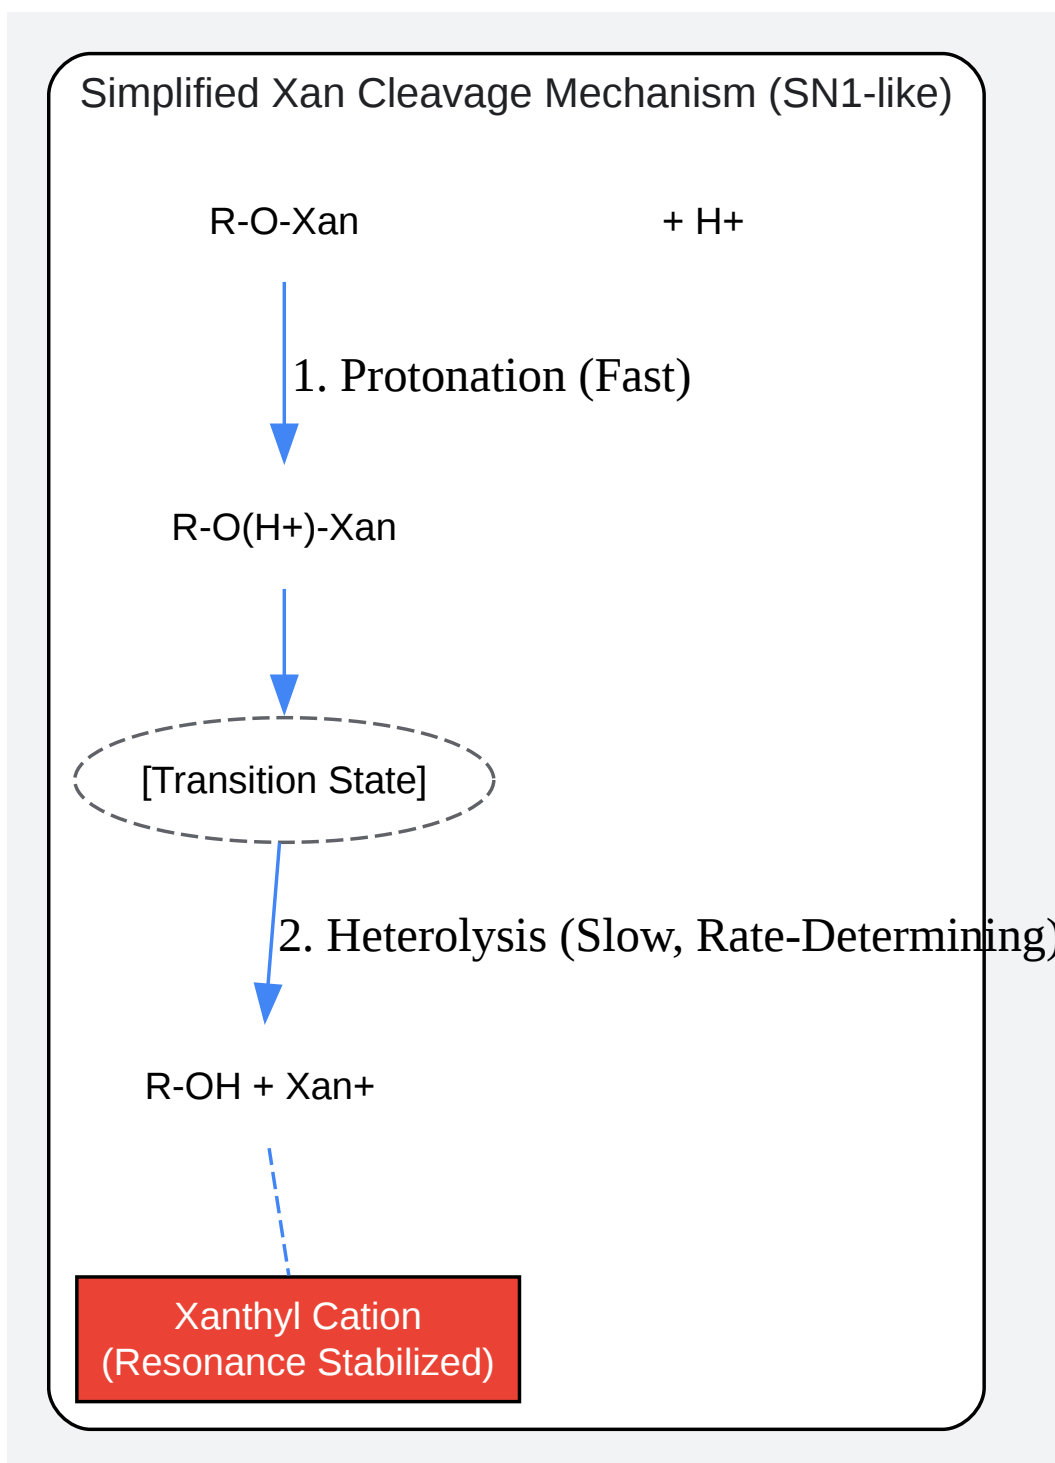 Simplified Xan Cleavage Mechanism (SN1-like)
R-O-Xan
+ H+
1. Protonation (Fast)
R-O(H+)-Xan
[Transition State]
2. Heterolysis (Slow, Rate-Determining)
R-OH + Xan+
Xanthyl Cation
(Resonance Stabilized)